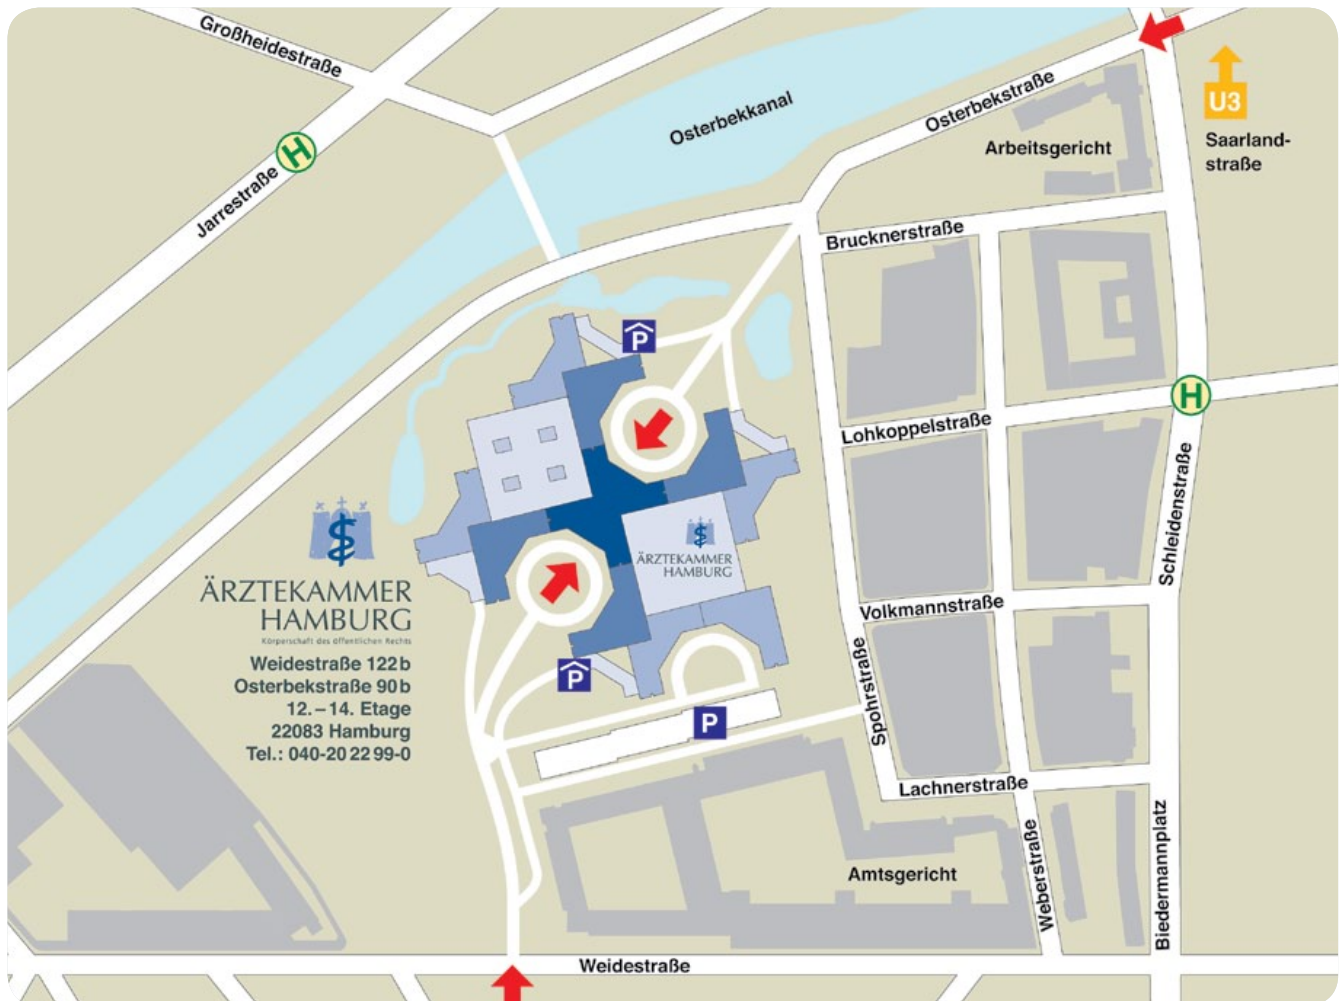 Großheidestraße
Jarrestraße
H
Osterbekkanal
Osterbekstraße
U3
Saarland-
straße
Arbeitsgericht
Brucknerstraße
P
Lohkoppelstraße
H
Schleidenstraße
ÄRZTEKAMMER
HAMBURG
ÄRZTEKAMMER
HAMBURG
Körperschaft des öffentlichen Rechts
Weidestraße 122 b
Osterbekstraße 90 b
12. – 14. Etage
22083 Hamburg
Tel.: 040-20 22 99-0
Volkmannstraße
Spohrstraße
P
P
Lachnerstraße
Weberstraße
Biedermannplatz
Amtsgericht
Weidestraße